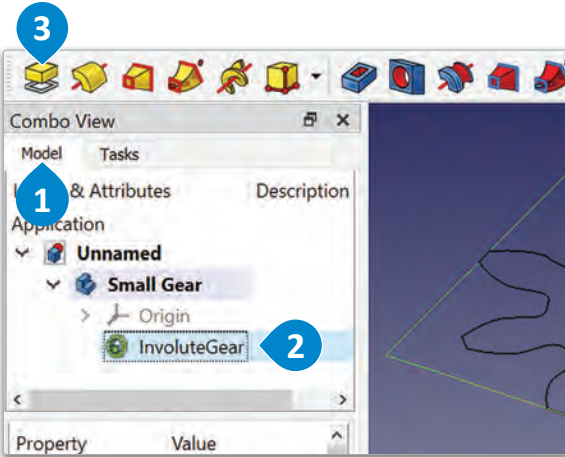 3
Combo View
Model Tasks
1
& Attributes Description
Application
Unnamed
Small Gear
Origin
InvoluteGear 2
Property Value